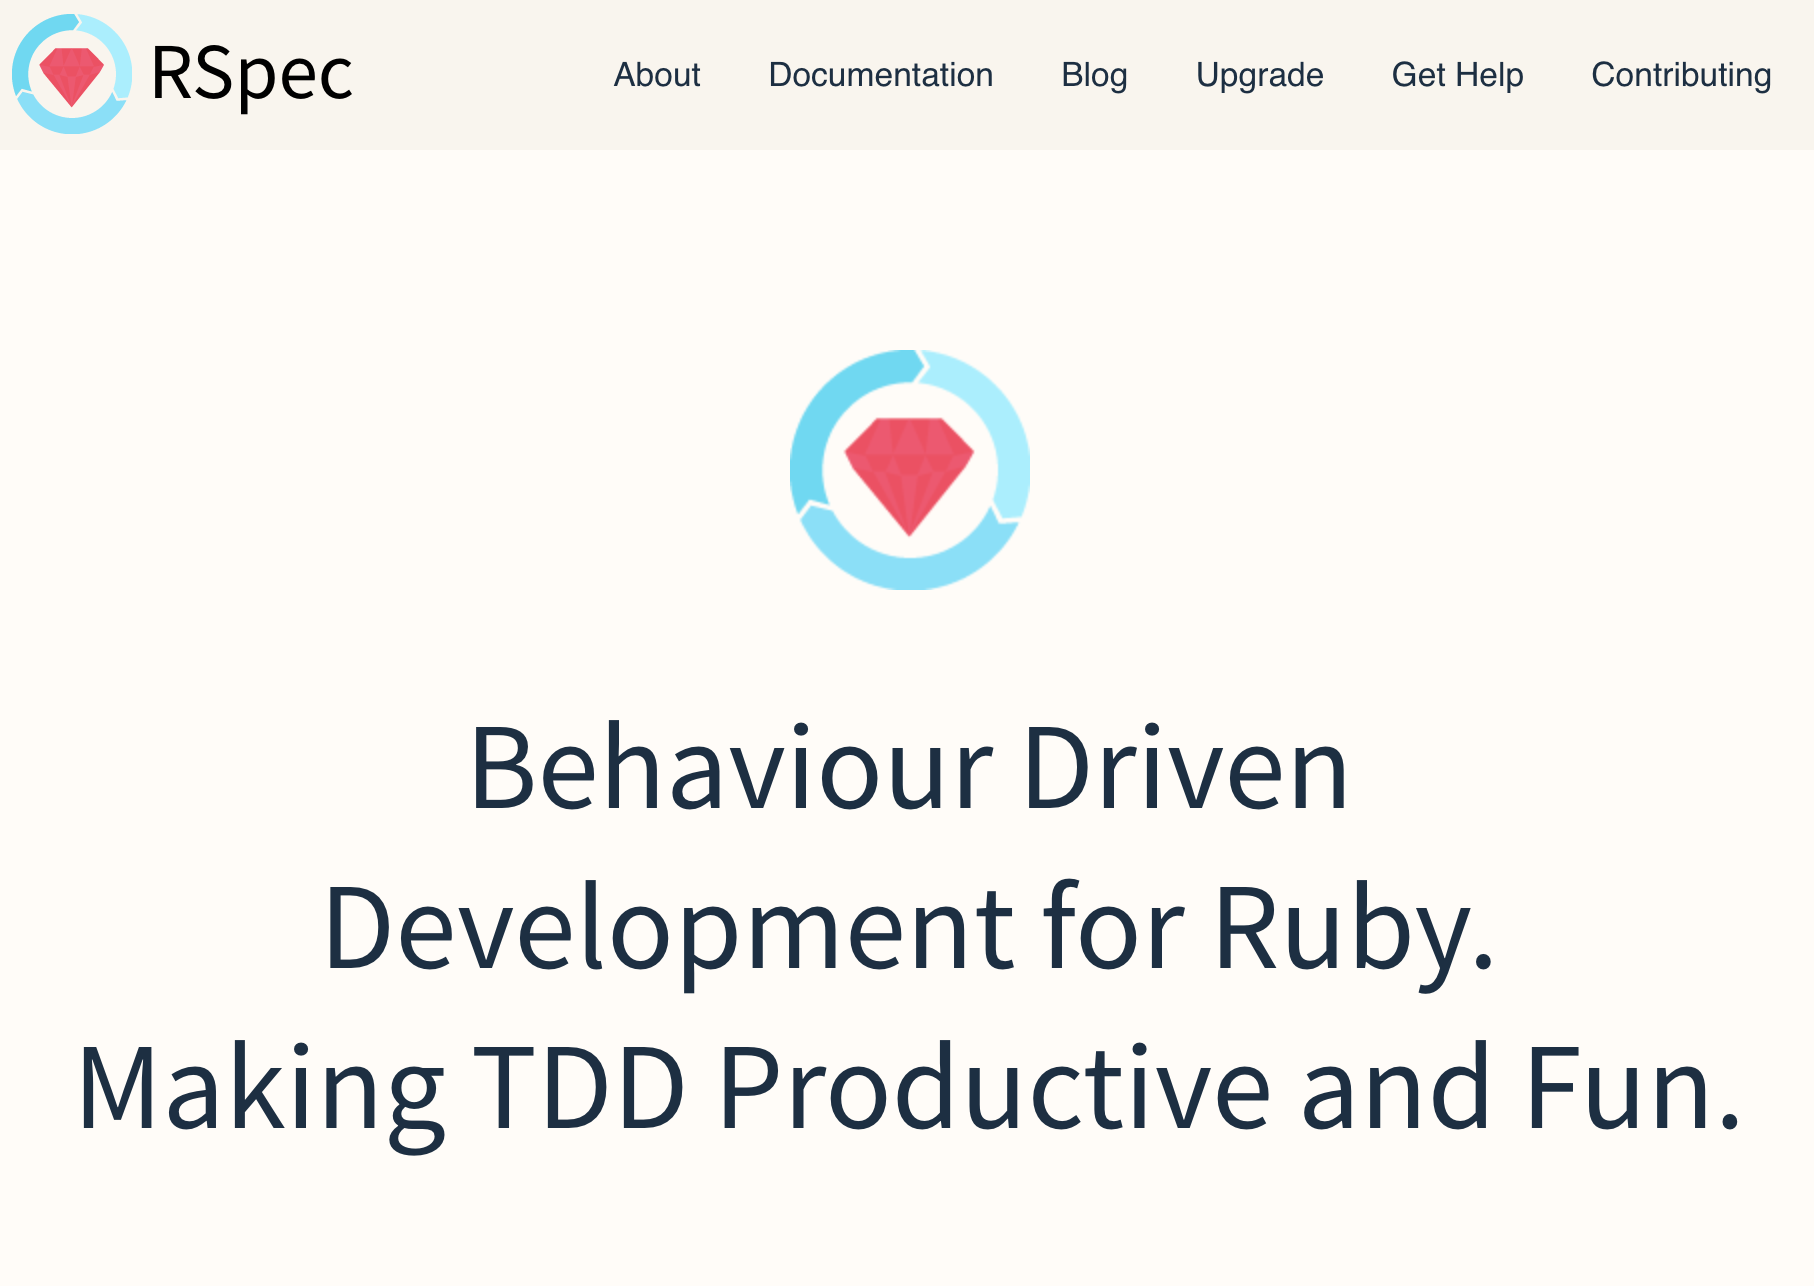 RSpec
About
Documentation
Blog
Upgrade
Get Help
Contributing
Behaviour Driven
Development for Ruby.
Making TDD Productive and Fun.